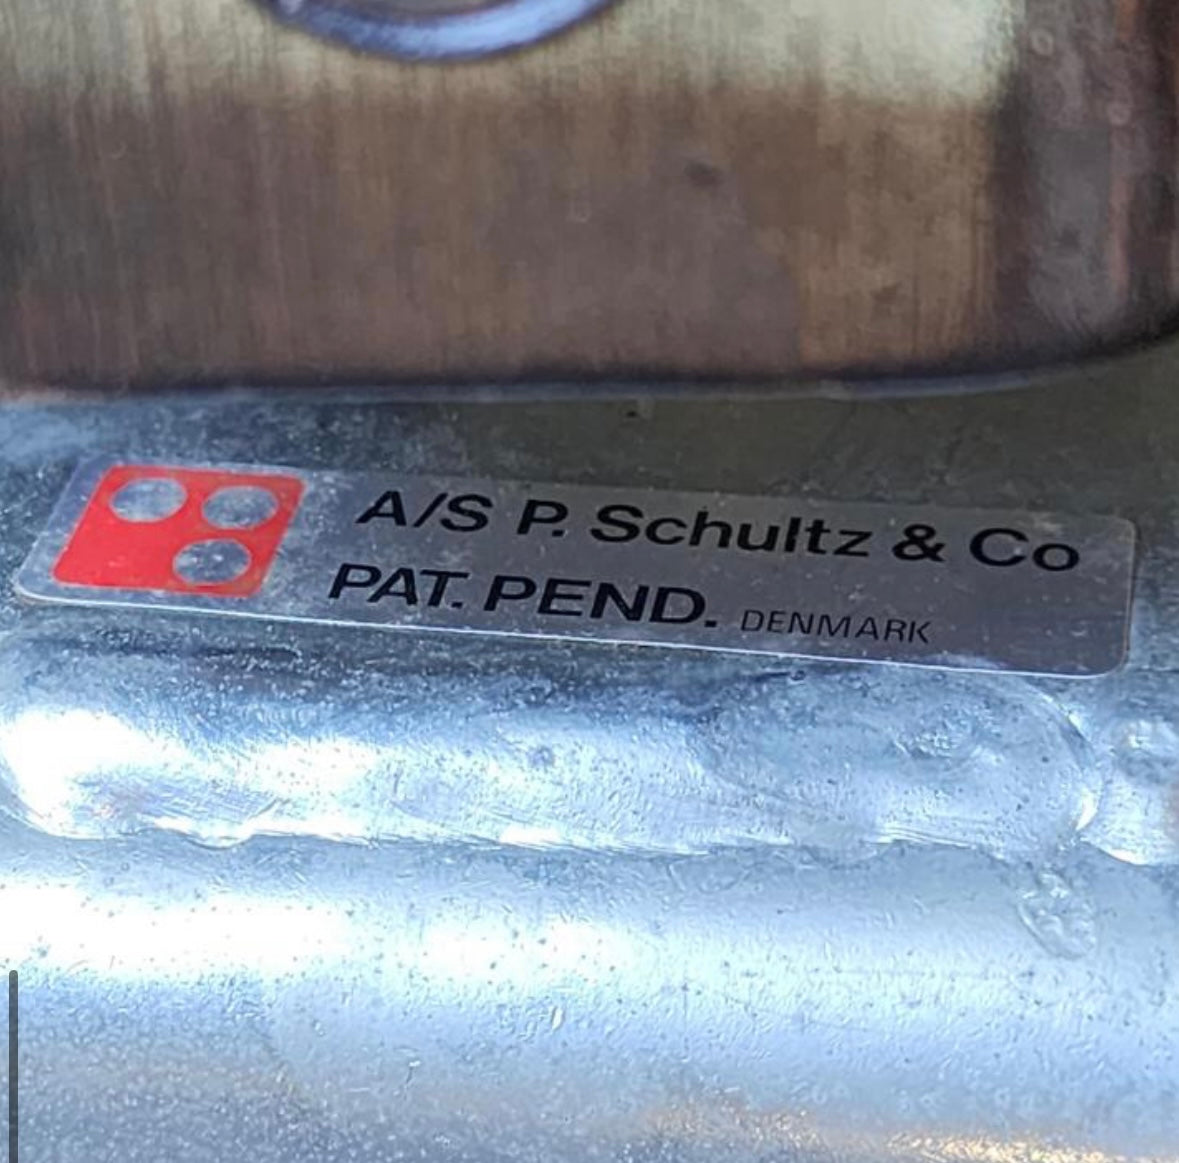 A/S P. Schultz & Co
PAT. PEND. DENMARK